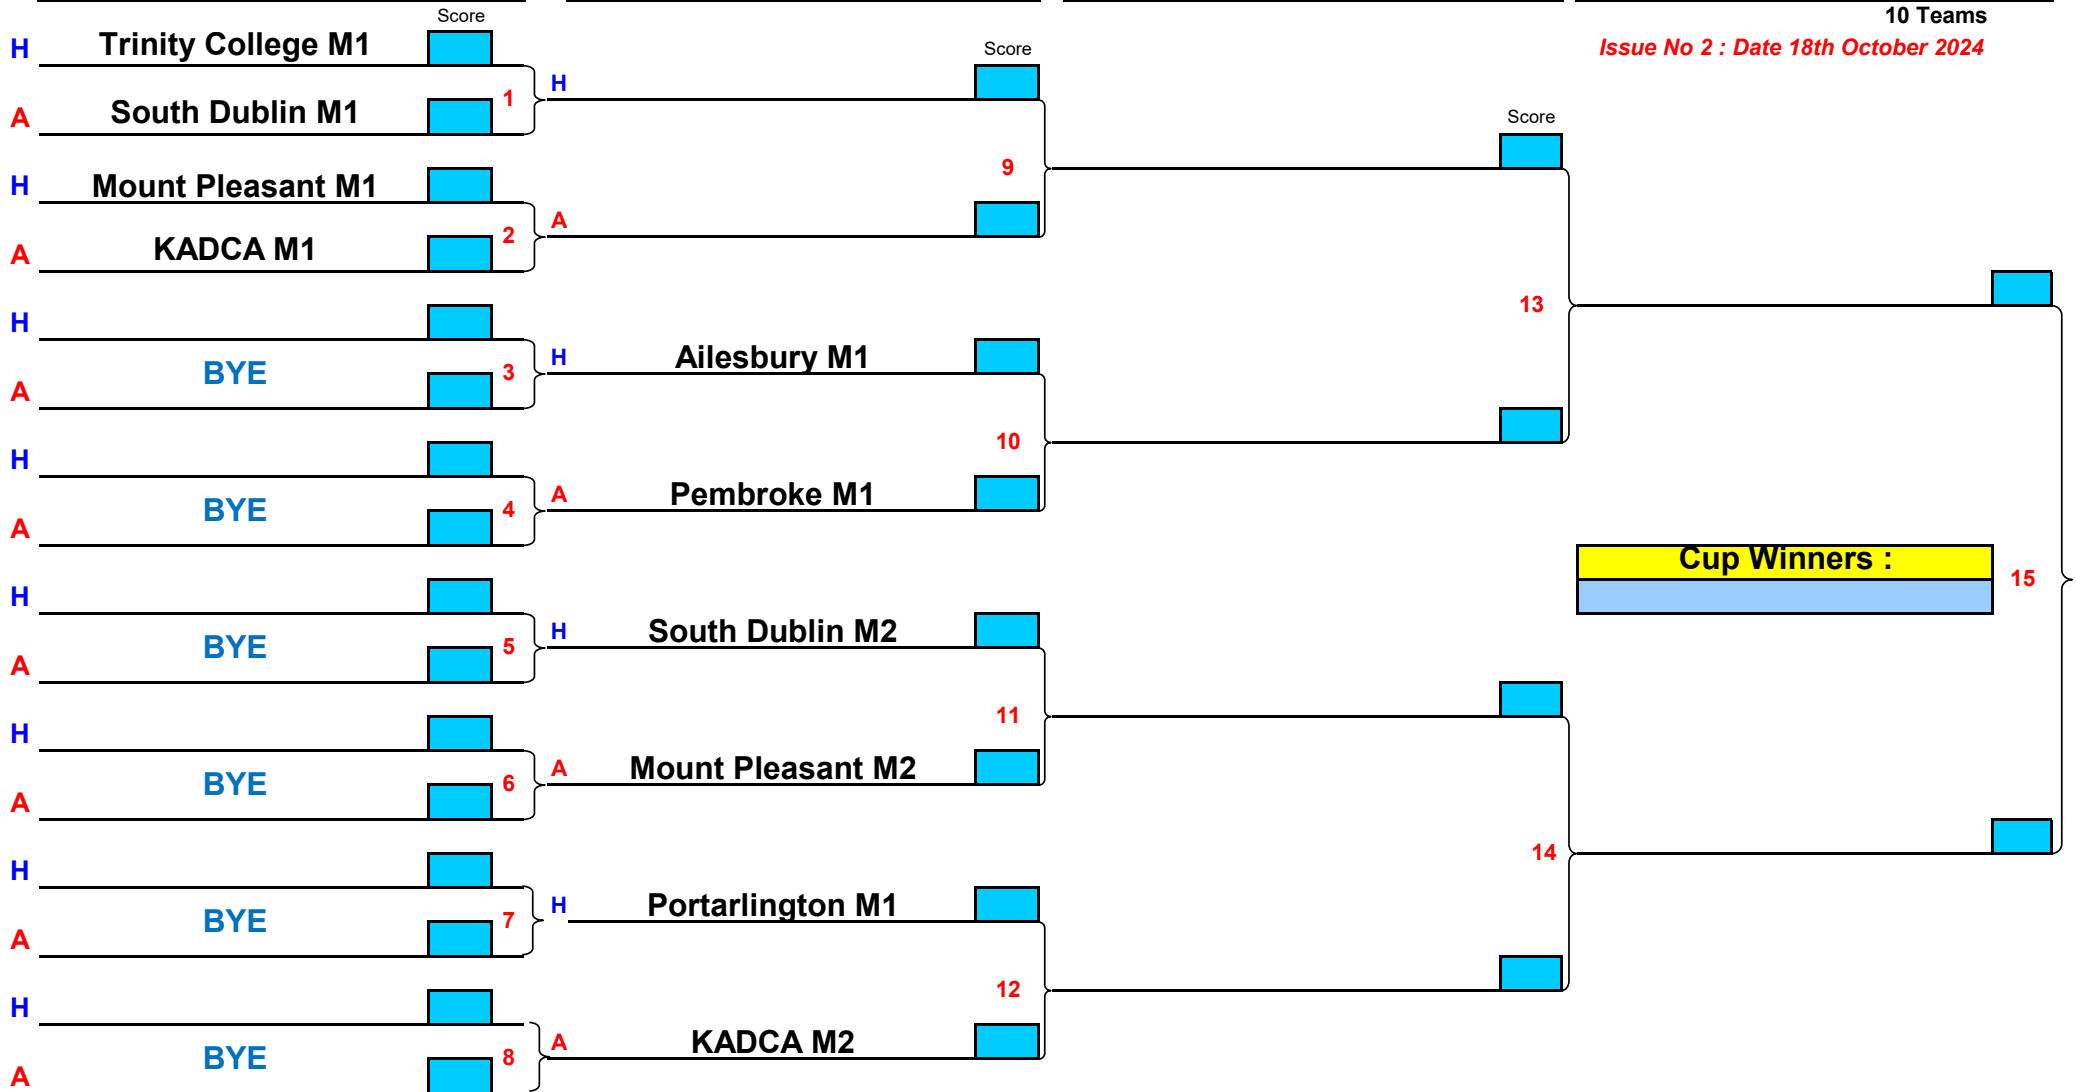 Score
10 Teams
H Trinity College M1
Score
Issue No 2 : Date 18th October 2024
1 H
A South Dublin M1
Score
9
H Mount Pleasant M1
2 A
A KADCA M1
13
H
3 H Ailesbury M1
BYE
A
10
H
4 A Pembroke M1
BYE
A
Cup Winners :
15
H
5 H South Dublin M2
BYE
A
11
H
6 A Mount Pleasant M2
BYE
A
14
H
7 H Portarlington M1
BYE
A
12
H
8 A KADCA M2
BYE
A